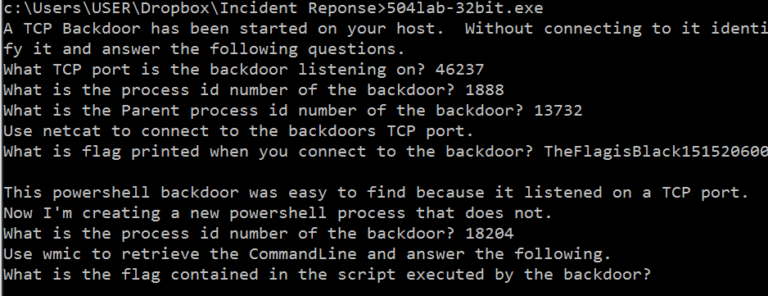 c:\Users\USER\Dropbox\Incident Reponse>504lab-32bit.exe
A TCP Backdoor has been started on your host.  Without connecting to it identi
fy it and answer the following questions.
What TCP port is the backdoor listening on? 46237
What is the process id number of the backdoor? 1888
What is the Parent process id number of the backdoor? 13732
Use netcat to connect to the backdoors TCP port.
What is flag printed when you connect to the backdoor? TheFlagisBlack151520600
This powershell backdoor was easy to find because it listened on a TCP port.
Now I'm creating a new powershell process that does not.
What is the process id number of the backdoor? 18204
Use wmic to retrieve the CommandLine and answer the following.
What is the flag contained in the script executed by the backdoor?